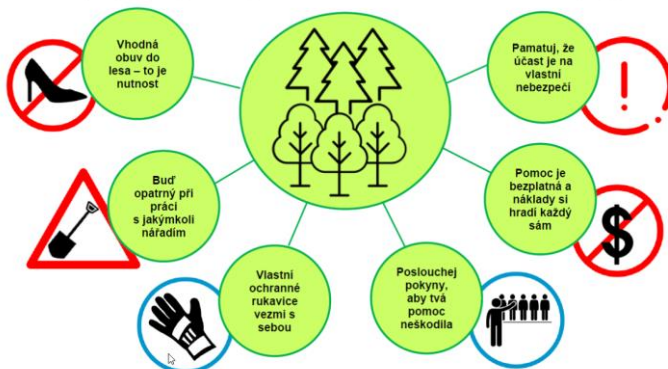 Vhodná
obuv do
lesa – to je
nutnost
Pamatuj, že
účast je na
vlastní
nebezpečí
Buď
opatrný při
práci
s jakýmkoli
nářadím
Pomoc je
bezplatná a
náklady si
hradí každý
sám
Vlastní
ochranné
rukavice
vezmi s
sebou
Poslouchej
pokyny,
aby tvá
pomoc
neškodila